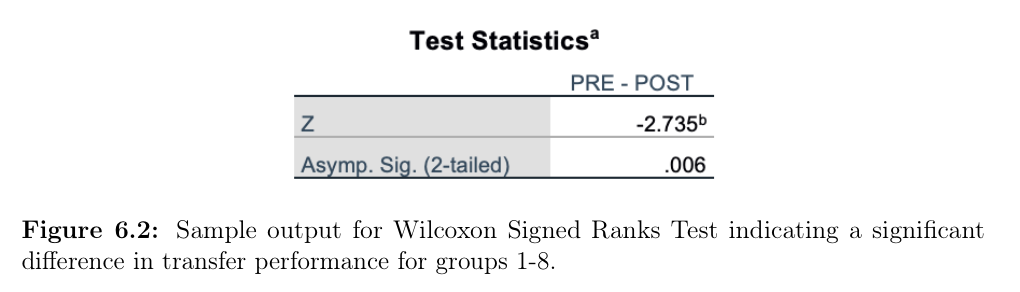 Test Statisticsᵃ
PRE - POST
Z -2.735ᵇ
Asymp. Sig. (2-tailed) .006
Figure 6.2: Sample output for Wilcoxon Signed Ranks Test indicating a significant
difference in transfer performance for groups 1-8.